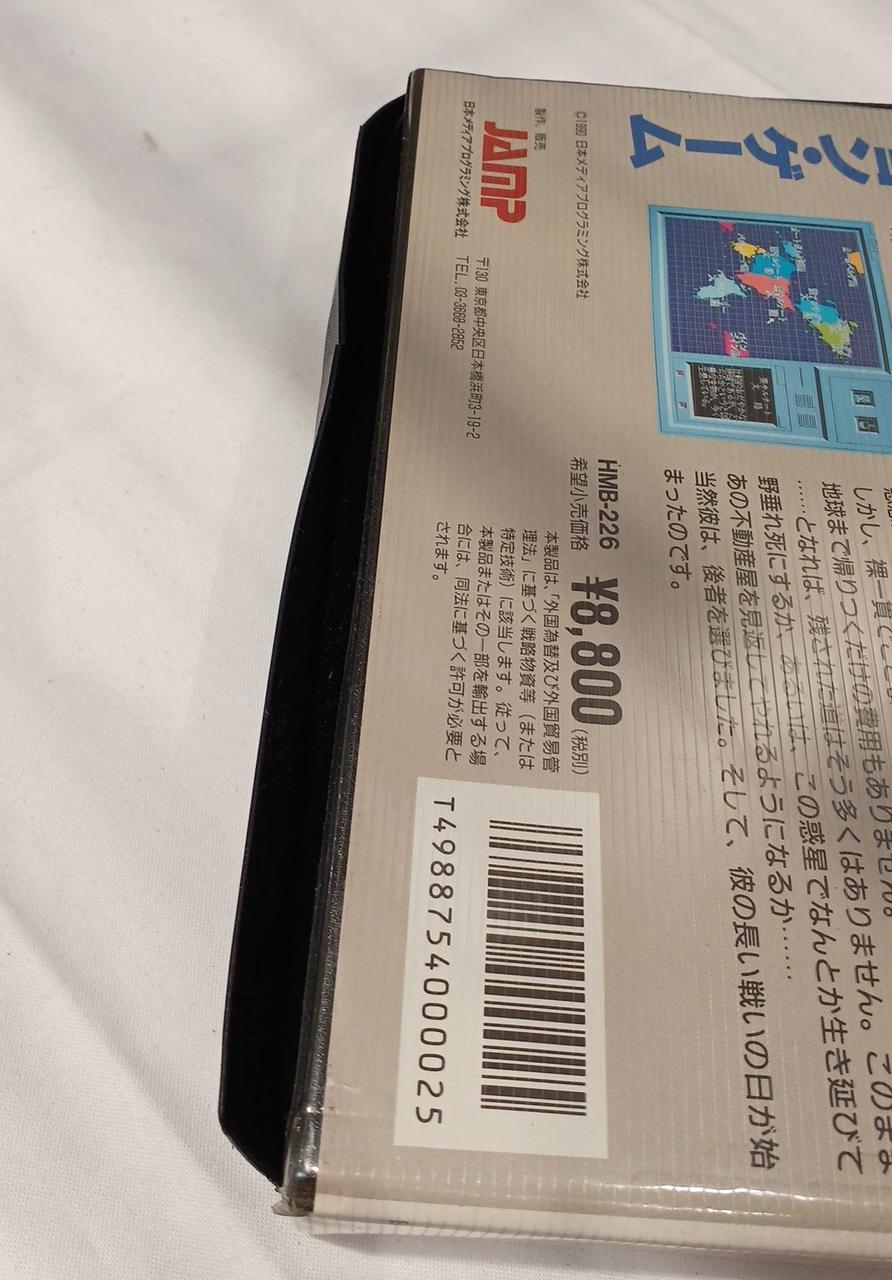 ン・ゲーム
しかし、裸一貫で
地球まで帰りつくだけの費用もありません。
……となれば、残された道はそう多くはありません。このまま
野垂れ死にするか、あるいは、この惑星でなんとか生き延びて
あの不動産屋を見返してやれるようになるか……
当然彼は、後者を選びました。そして、彼の長い戦いの日が始
まったのです。
HMB-226
希望小売価格 ¥8,800(税別)
本製品は、「外国為替及び外国貿易管
理法」に基づく戦略物資等（または
特定技術）に該当します。従って、
本製品またはその一部を輸出する場
合には、同法に基づく許可が必要と
されます。
©1990 日本メディアプログラミング株式会社
製作、販売
JAMP
日本メディアプログラミング株式会社
〒130 東京都中央区日本橋浜町3-19-2
TEL. 03-3668-2852
T4988754000025